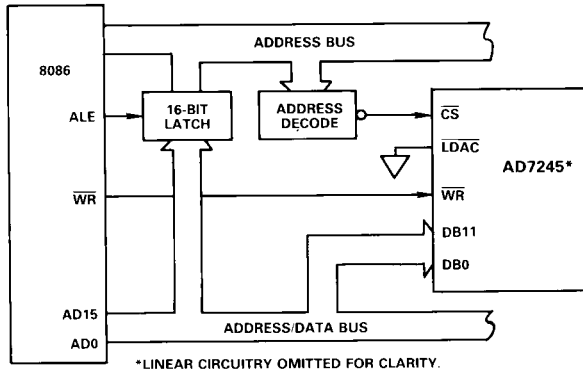 ADDRESS BUS
8086
ALE
16-BIT
LATCH
ADDRESS
DECODE
CS
LDAC
AD7245*
WR
WR
DB11
DB0
AD15
AD0
ADDRESS/DATA BUS
*LINEAR CIRCUITRY OMITTED FOR CLARITY.